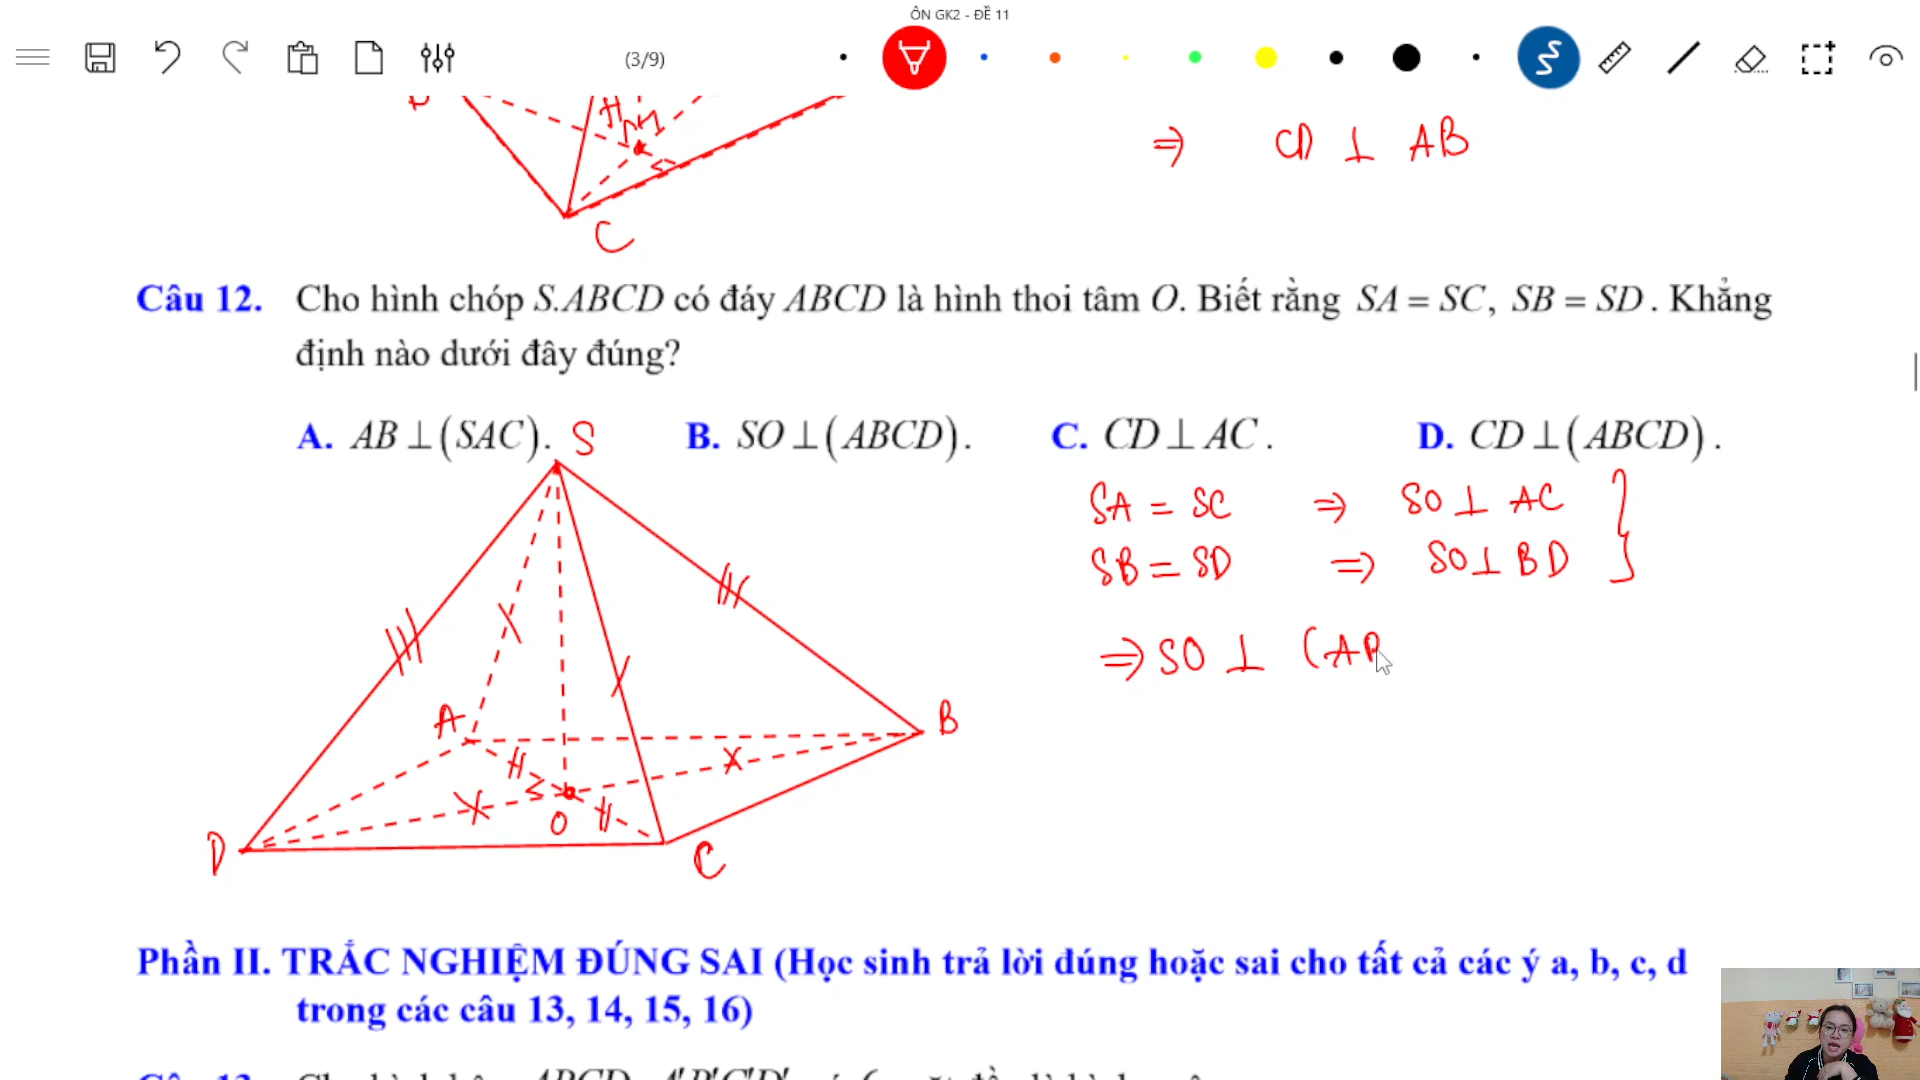 ÔN GK2 - ĐỀ 11
(3/9)
H
M
C
⇒ CD ⊥ AB
Câu 12. Cho hình chóp S.ABCD có đáy ABCD là hình thoi tâm O. Biết rằng SA = SC, SB = SD. Khẳng
định nào dưới đây đúng?
A. AB ⊥ (SAC). B. SO ⊥ (ABCD). C. CD ⊥ AC. D. CD ⊥ (ABCD).
S
SA = SC ⇒ SO ⊥ AC
SB = SD ⇒ SO ⊥ BD
⇒ SO ⊥ (AB
A
B
O
D
C
Phần II. TRẮC NGHIỆM ĐÚNG SAI (Học sinh trả lời đúng hoặc sai cho tất cả các ý a, b, c, d
trong các câu 13, 14, 15, 16)